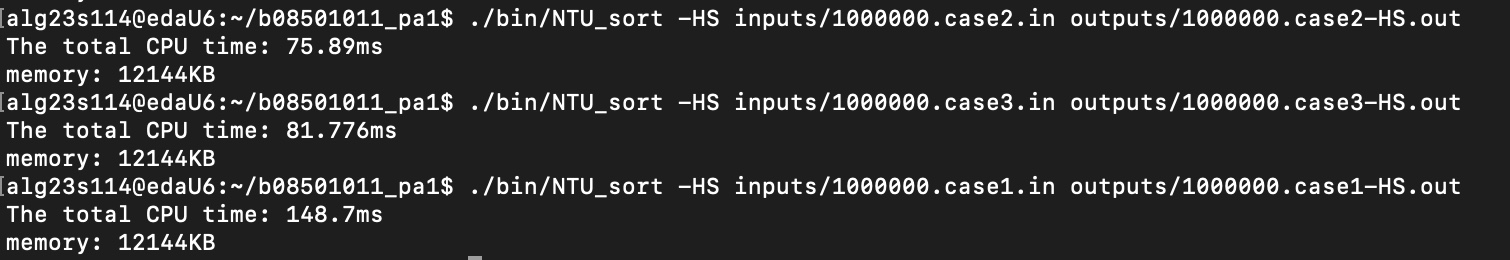 [alg23s114@edaU6:~/b08501011_pa1$ ./bin/NTU_sort -HS inputs/1000000.case2.in outputs/1000000.case2-HS.out
The total CPU time: 75.89ms
memory: 12144KB
[alg23s114@edaU6:~/b08501011_pa1$ ./bin/NTU_sort -HS inputs/1000000.case3.in outputs/1000000.case3-HS.out
The total CPU time: 81.776ms
memory: 12144KB
[alg23s114@edaU6:~/b08501011_pa1$ ./bin/NTU_sort -HS inputs/1000000.case1.in outputs/1000000.case1-HS.out
The total CPU time: 148.7ms
memory: 12144KB